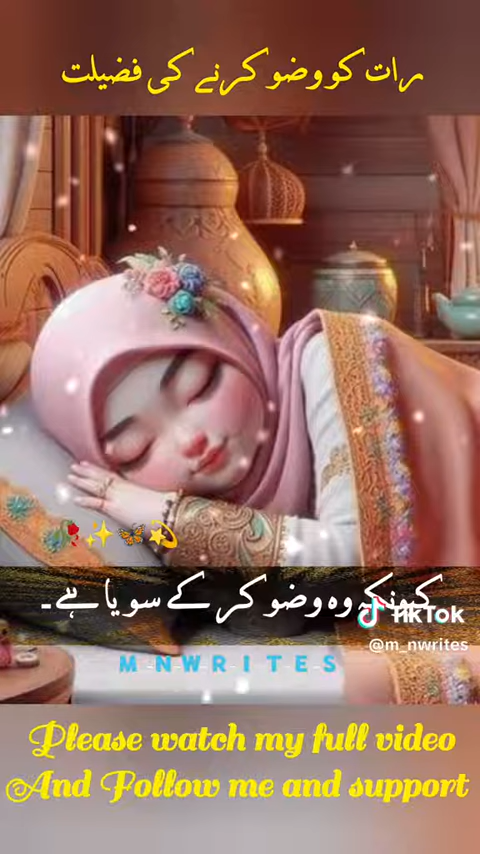 رات کو وضو کرنے کی فضیلت
کیونکہ وہ وضو کر کے سویا ہے۔
TikTok
@m_nwrites
M NWRITES
Please watch my full video
And Follow me and support